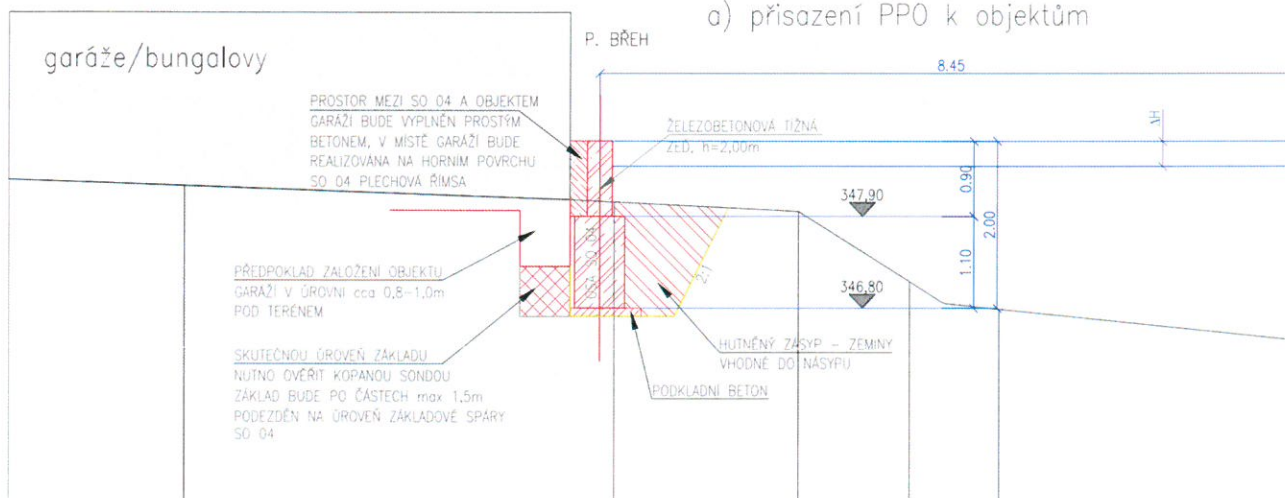 a) přisazení PPO k objektům
P. BŘEH
garáže/bungalovy
8.45
PROSTOR MEZI SO 04 A OBJEKTEM
GARÁŽÍ BUDE VYPLNĚN PROSTÝM
BETONEM, V MÍSTĚ GARÁŽÍ BUDE
REALIZOVÁNA NA HORNÍM POVRCHU
SO 04 PLECHOVÁ ŘÍMSA
ŽELEZOBETONOVÁ TÍŽNÁ
ZEĎ, h=2,00m
ΔH
0.90
2.00
1.10
347,90
346,80
OSA SO 04
2:1
PŘEDPOKLAD ZALOŽENÍ OBJEKTU
GARÁŽÍ V ÚROVNI cca 0,8-1,0m
POD TERÉNEM
SKUTEČNOU ÚROVEŇ ZÁKLADU
NUTNO OVĚŘIT KOPANOU SONDOU
ZÁKLAD BUDE PO ČÁSTECH max 1,5m
PODEZDĚN NA ÚROVEŇ ZÁKLADOVÉ SPÁRY
SO 04
HUTNĚNÝ ZÁSYP - ZEMINY
VHODNÉ DO NÁSYPU
PODKLADNÍ BETON